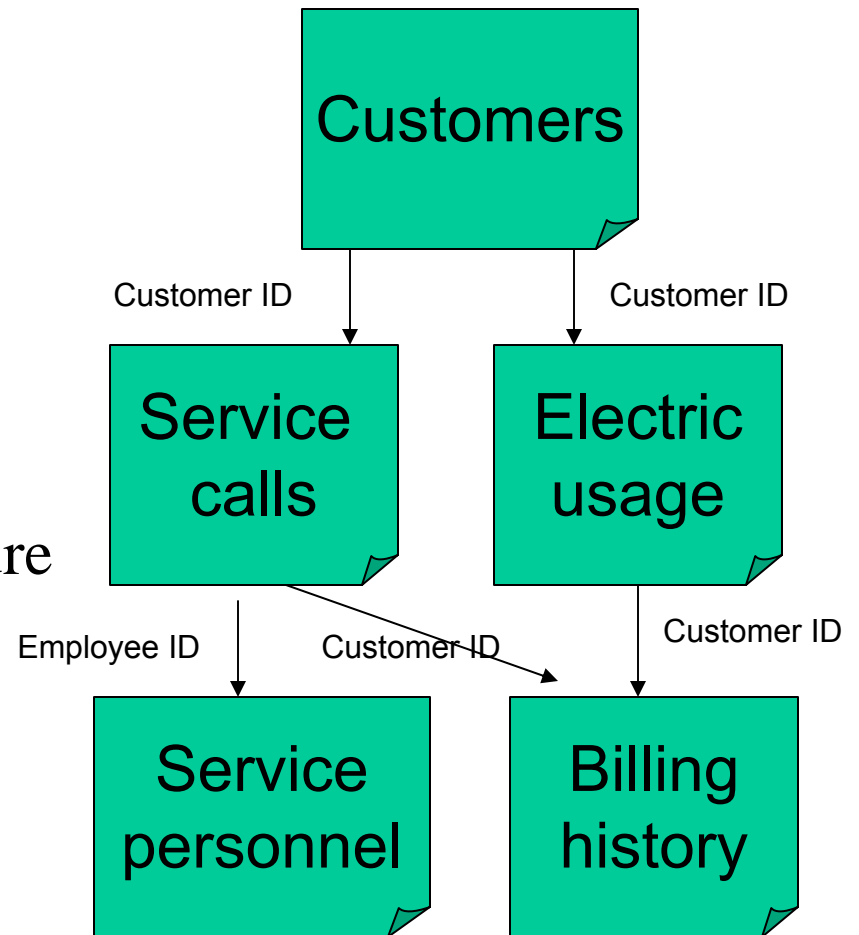 Customers
Customer ID
Customer ID
Service
calls
Electric
usage
Employee ID
Customer ID
Customer ID
Service
personnel
Billing
history